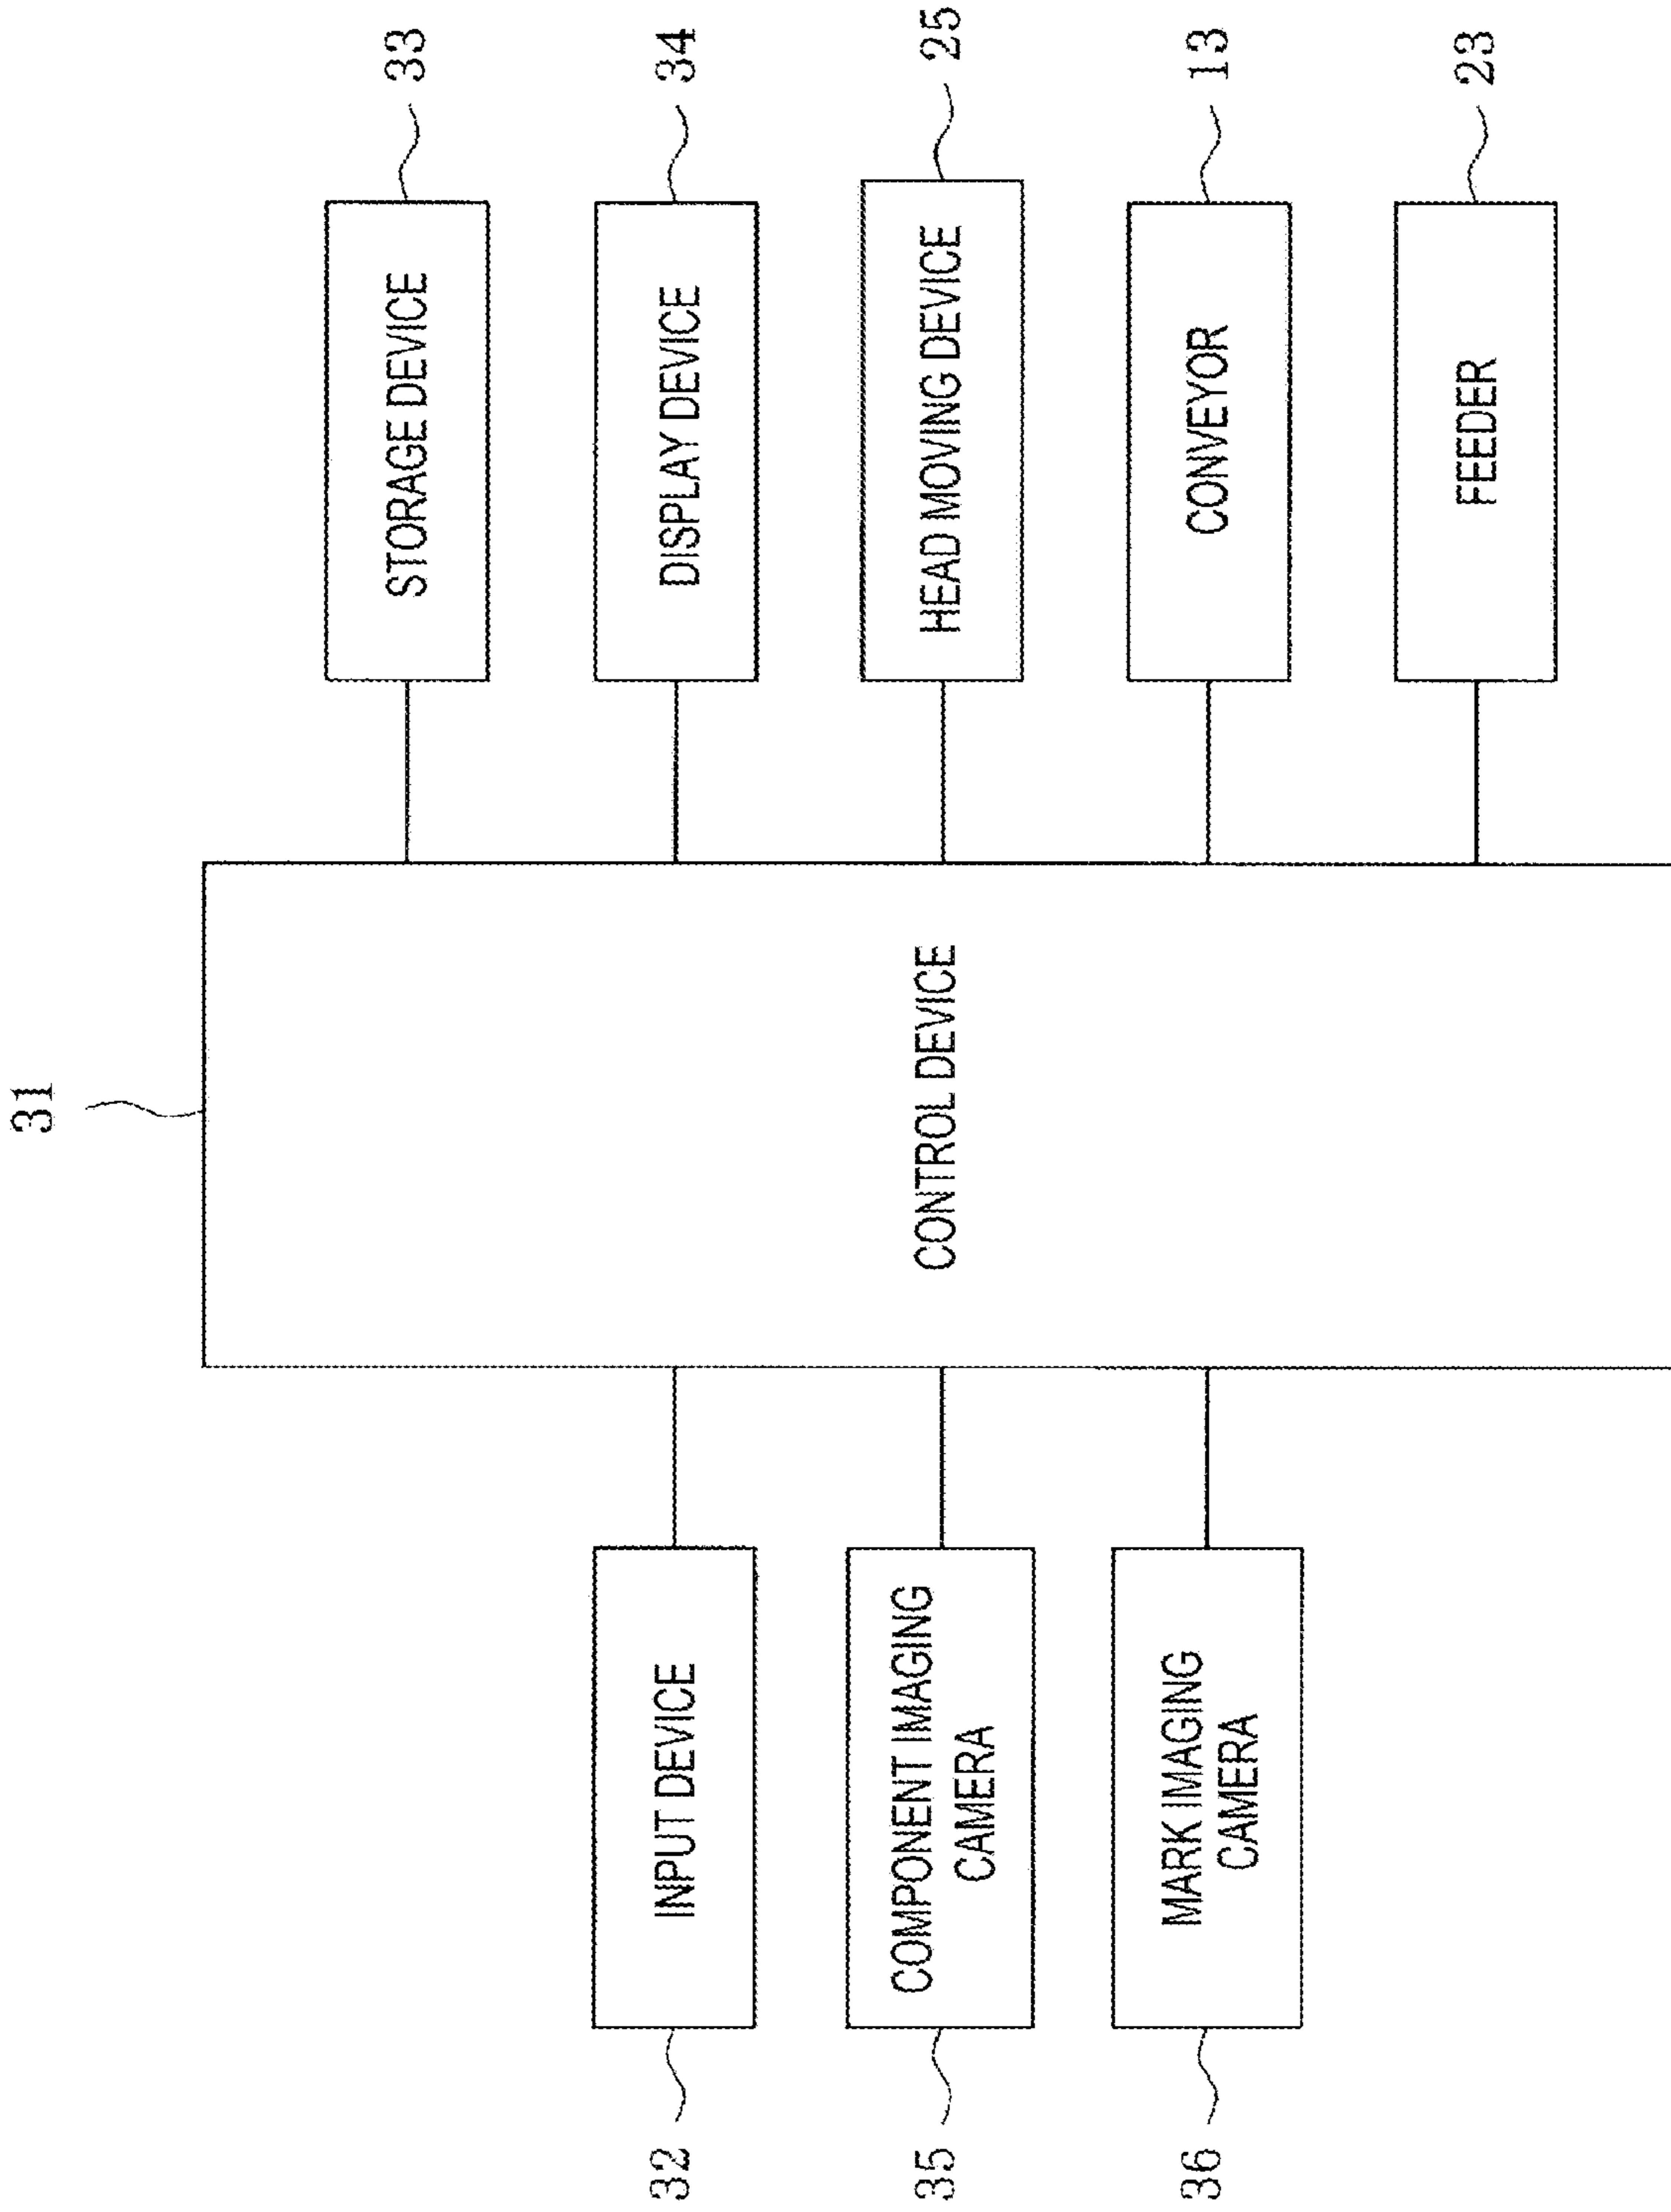 31
32
INPUT DEVICE
35
COMPONENT IMAGING
CAMERA
36
MARK IMAGING
CAMERA
CONTROL DEVICE
STORAGE DEVICE
33
DISPLAY DEVICE
34
HEAD MOVING DEVICE
25
CONVEYOR
13
FEEDER
23